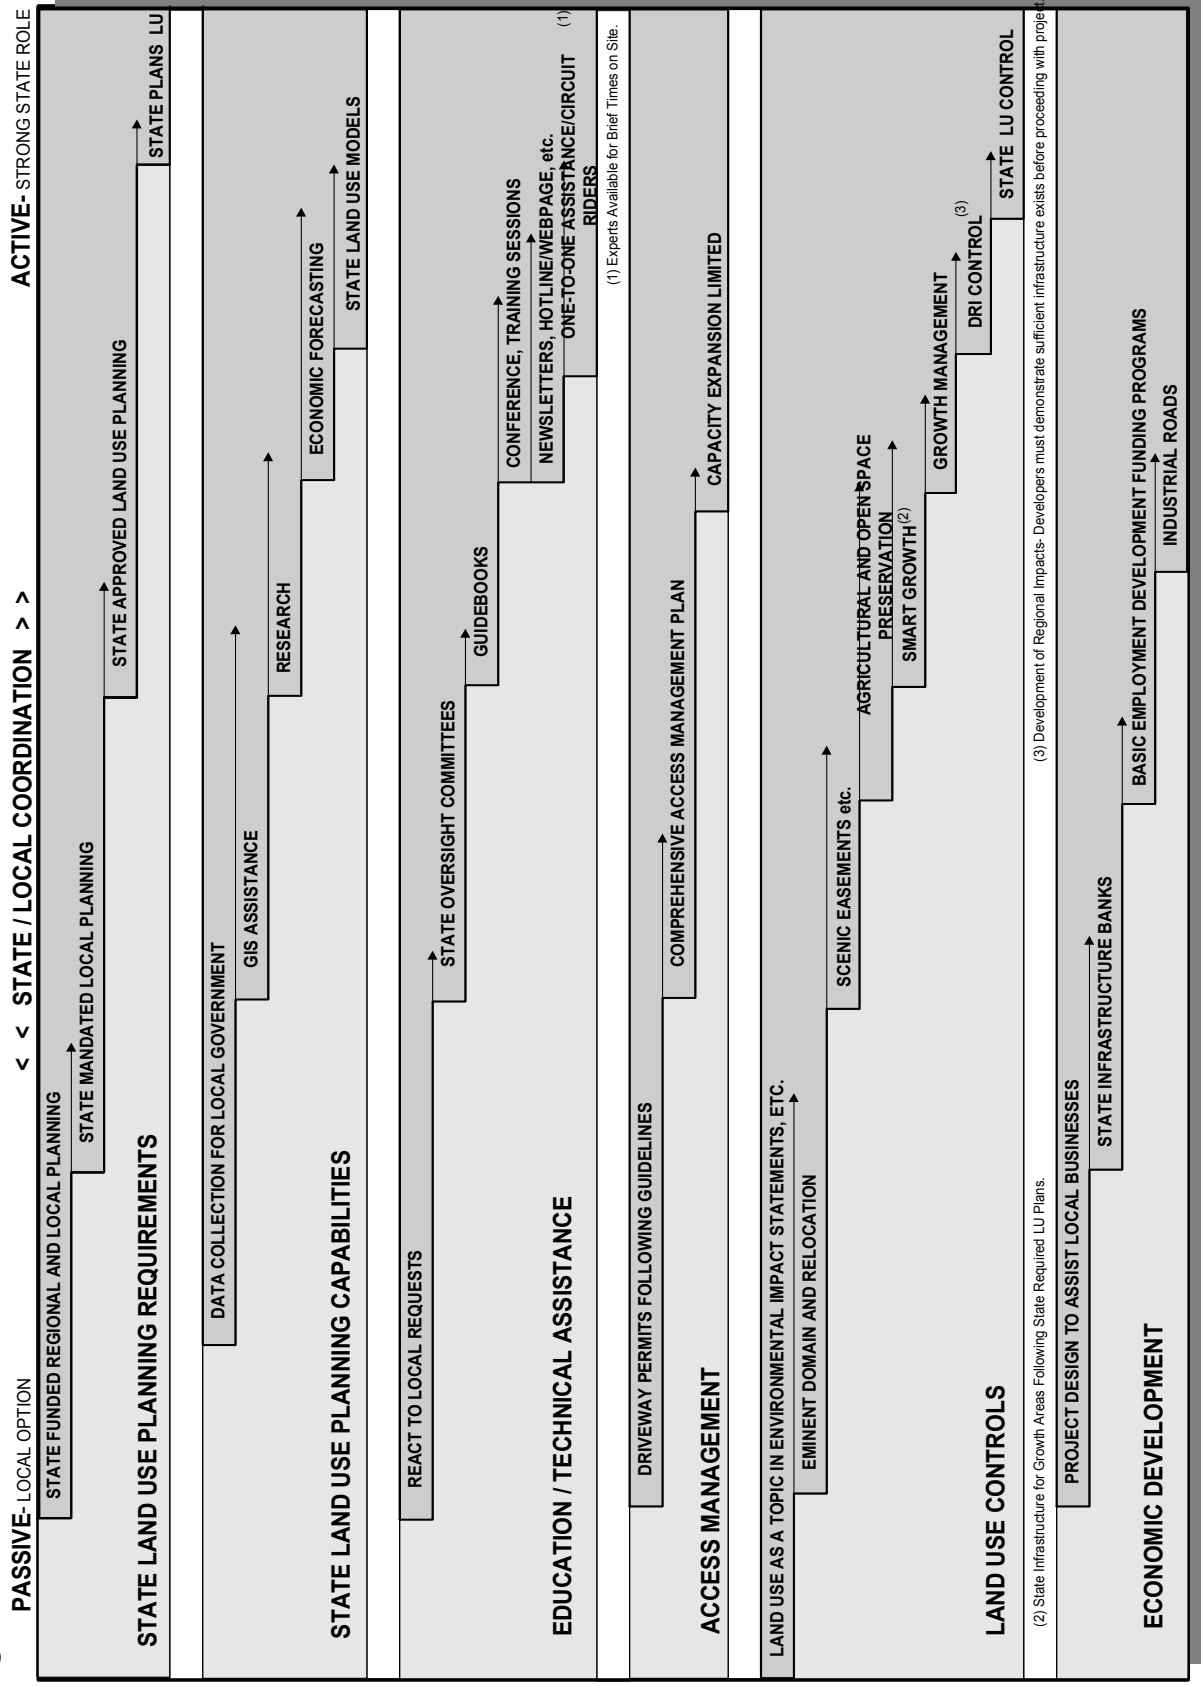 PASSIVE- LOCAL OPTION
< < STATE / LOCAL COORDINATION > >
ACTIVE- STRONG STATE ROLE
STATE FUNDED REGIONAL AND LOCAL PLANNING
STATE MANDATED LOCAL PLANNING
STATE APPROVED LAND USE PLANNING
STATE PLANS LU
STATE LAND USE PLANNING REQUIREMENTS
DATA COLLECTION FOR LOCAL GOVERNMENT
GIS ASSISTANCE
RESEARCH
ECONOMIC FORECASTING
STATE LAND USE MODELS
STATE LAND USE PLANNING CAPABILITIES
REACT TO LOCAL REQUESTS
STATE OVERSIGHT COMMITTEES
GUIDEBOOKS
CONFERENCE, TRAINING SESSIONS
NEWSLETTERS, HOTLINE/WEBPAGE, etc.
ONE-TO-ONE ASSISTANCE/CIRCUIT (1)
RIDERS
EDUCATION / TECHNICAL ASSISTANCE
(1) Experts Available for Brief Times on Site.
DRIVEWAY PERMITS FOLLOWING GUIDELINES
COMPREHENSIVE ACCESS MANAGEMENT PLAN
CAPACITY EXPANSION LIMITED
ACCESS MANAGEMENT
LAND USE AS A TOPIC IN ENVIRONMENTAL IMPACT STATEMENTS, ETC.
EMINENT DOMAIN AND RELOCATION
SCENIC EASEMENTS etc.
AGRICULTURAL AND OPEN SPACE
PRESERVATION
SMART GROWTH (2)
GROWTH MANAGEMENT
DRI CONTROL (3)
STATE LU CONTROL
LAND USE CONTROLS
(2) State Infrastructure for Growth Areas Following State Required LU Plans.
(3) Development of Regional Impacts- Developers must demonstrate sufficient infrastructure exists before proceeding with project.
PROJECT DESIGN TO ASSIST LOCAL BUSINESSES
STATE INFRASTRUCTURE BANKS
BASIC EMPLOYMENT DEVELOPMENT FUNDING PROGRAMS
INDUSTRIAL ROADS
ECONOMIC DEVELOPMENT